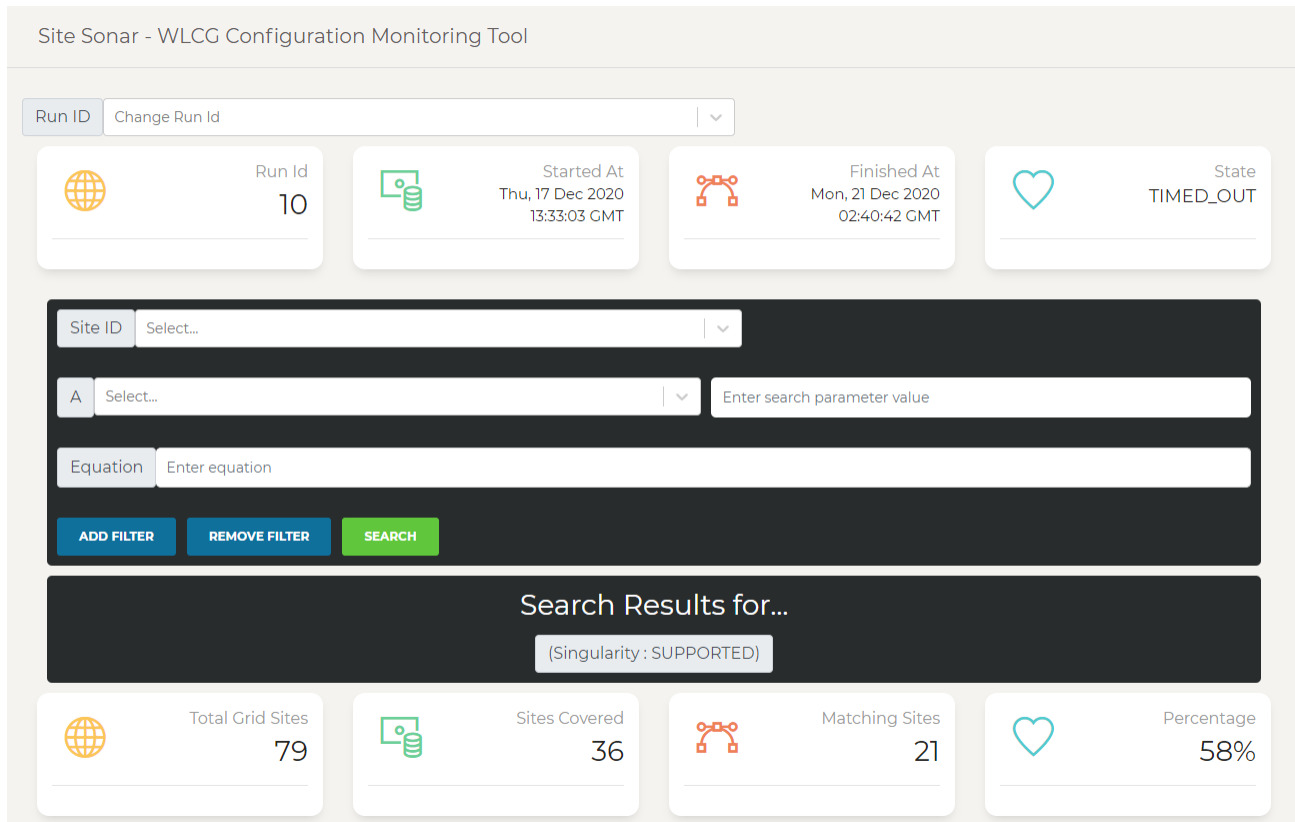 Site Sonar - WLCG Configuration Monitoring Tool
Run ID
Change Run Id
Run Id
10
Started At
Thu, 17 Dec 2020
13:33:03 GMT
Finished At
Mon, 21 Dec 2020
02:40:42 GMT
State
TIMED_OUT
Site ID
Select...
A
Select...
Enter search parameter value
Equation
Enter equation
ADD FILTER
REMOVE FILTER
SEARCH
Search Results for...
(Singularity : SUPPORTED)
Total Grid Sites
79
Sites Covered
36
Matching Sites
21
Percentage
58%